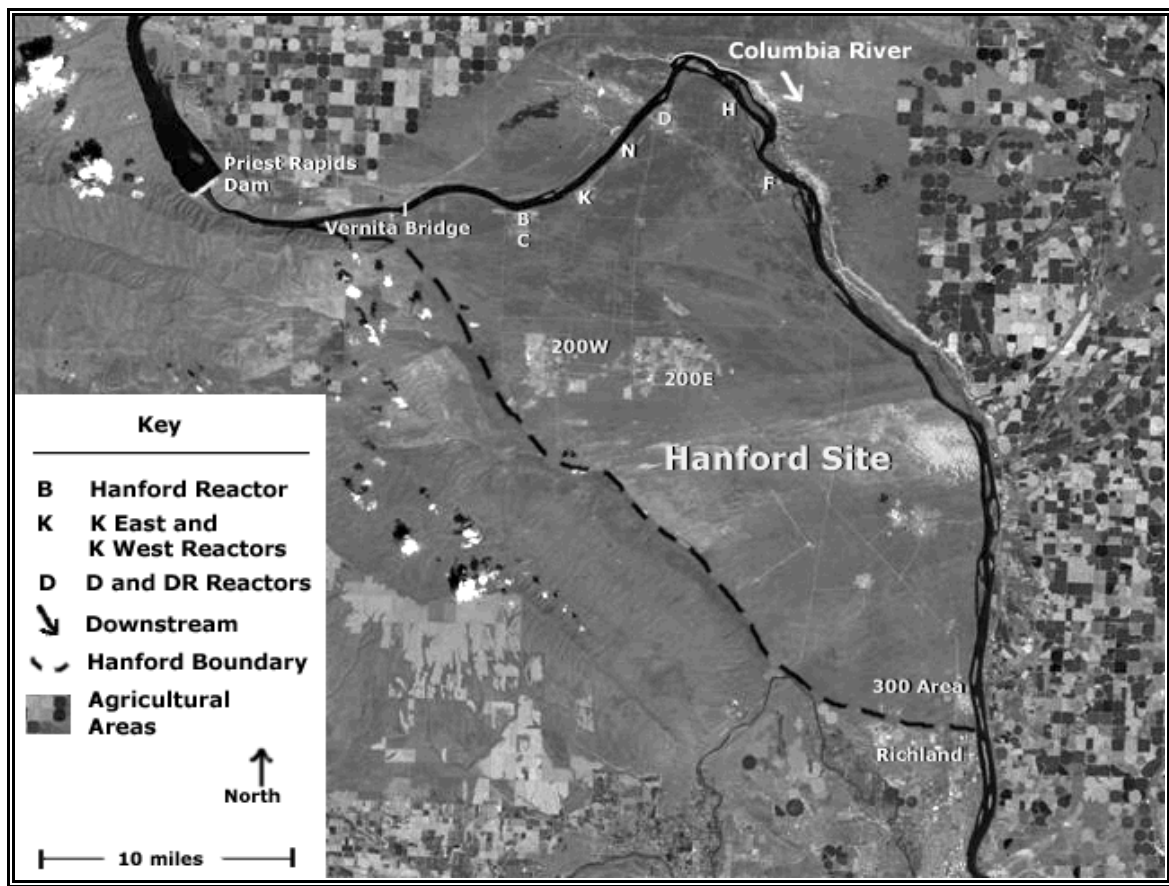 Columbia River
H
D
N
Priest Rapids
Dam
F
K
Vernita Bridge
B
C
200W
200E
Hanford Site
300 Area
Richland
Key
B Hanford Reactor
K K East and
K West Reactors
D D and DR Reactors
Downstream
Hanford Boundary
Agricultural
Areas
North
10 miles